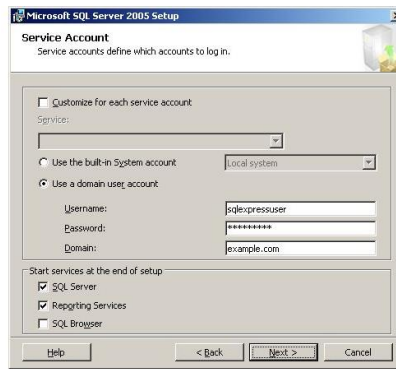 Microsoft SQL Server 2005 Setup
Service Account
Service accounts define which accounts to log in.
Customize for each service account
Service:
Use the built-in System account
Local system
Use a domain user account
Username:
sqlexpressuser
Password:
*********
Domain:
example.com
Start services at the end of setup
SQL Server
Reporting Services
SQL Browser
Help
< Back
Next >
Cancel